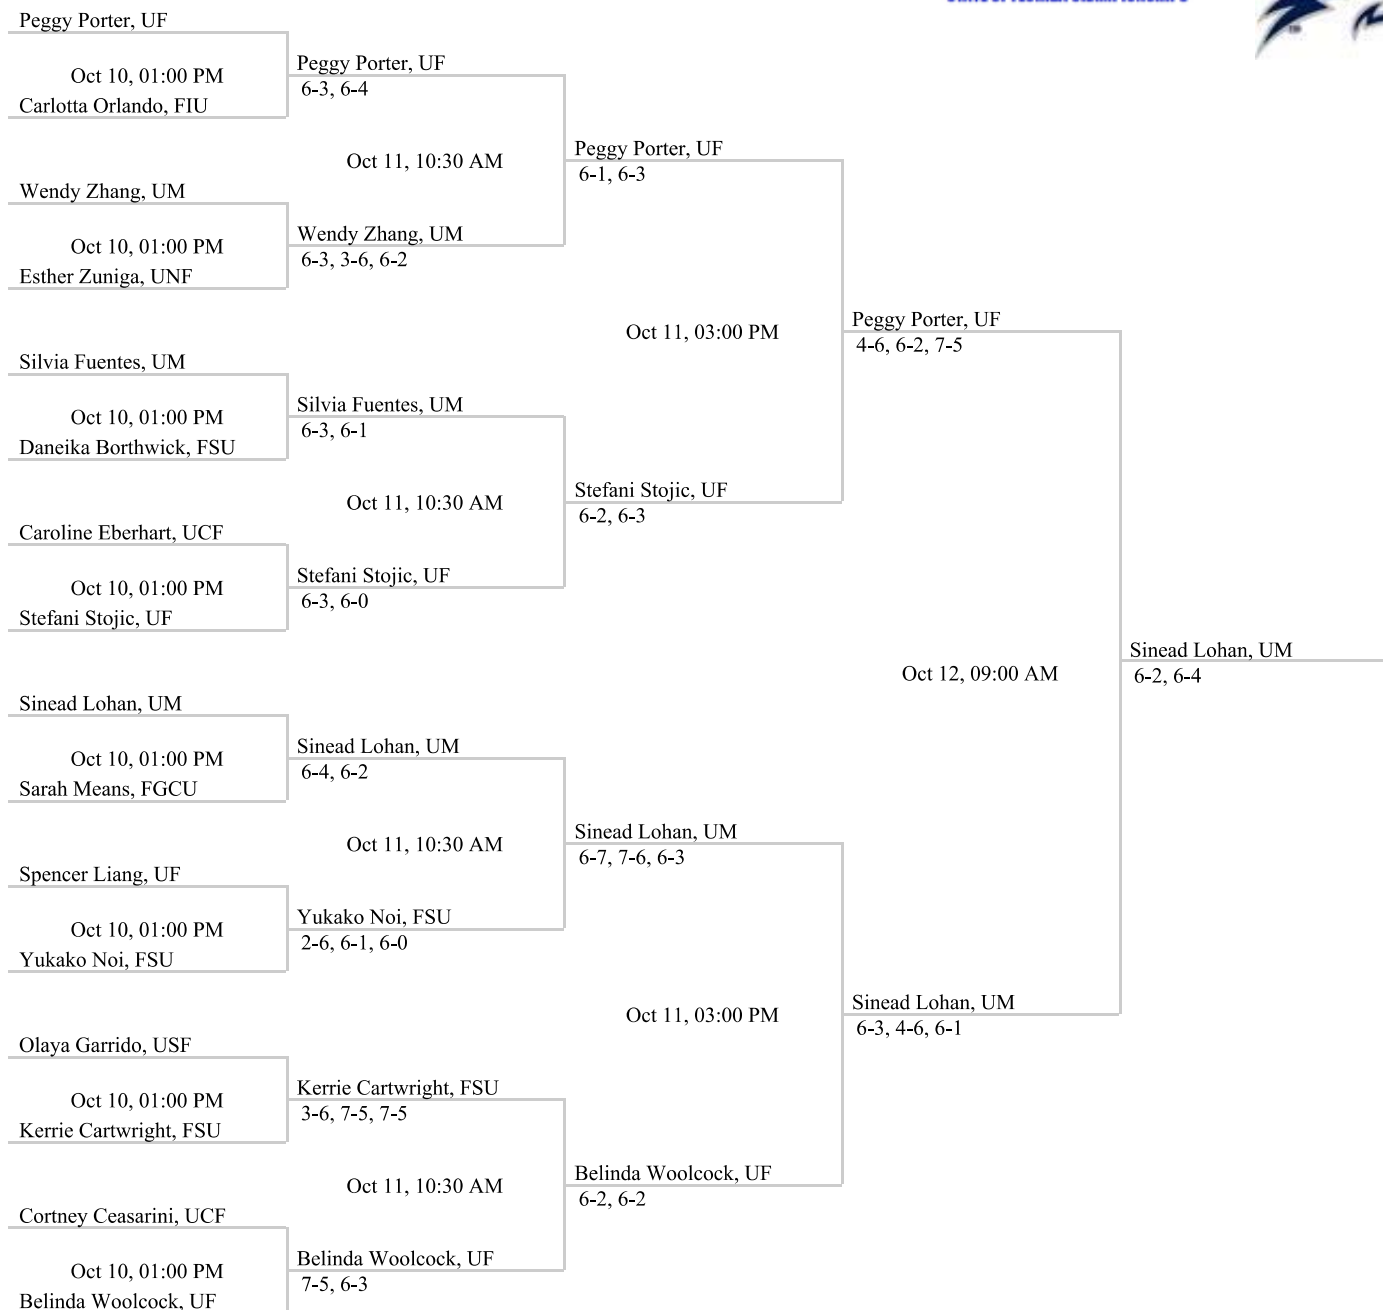 Peggy Porter, UF
Oct 10, 01:00 PM
Carlotta Orlando, FIU
Peggy Porter, UF
6-3, 6-4
Oct 11, 10:30 AM
Wendy Zhang, UM
Oct 10, 01:00 PM
Esther Zuniga, UNF
Wendy Zhang, UM
6-3, 3-6, 6-2
Peggy Porter, UF
6-1, 6-3
Oct 11, 03:00 PM
Silvia Fuentes, UM
Oct 10, 01:00 PM
Daneika Borthwick, FSU
Silvia Fuentes, UM
6-3, 6-1
Oct 11, 10:30 AM
Caroline Eberhart, UCF
Oct 10, 01:00 PM
Stefani Stojic, UF
Stefani Stojic, UF
6-3, 6-0
Stefani Stojic, UF
6-2, 6-3
Peggy Porter, UF
4-6, 6-2, 7-5
Oct 12, 09:00 AM
Sinead Lohan, UM
6-2, 6-4
Sinead Lohan, UM
Oct 10, 01:00 PM
Sarah Means, FGCU
Sinead Lohan, UM
6-4, 6-2
Oct 11, 10:30 AM
Spencer Liang, UF
Oct 10, 01:00 PM
Yukako Noi, FSU
Yukako Noi, FSU
2-6, 6-1, 6-0
Sinead Lohan, UM
6-7, 7-6, 6-3
Oct 11, 03:00 PM
Sinead Lohan, UM
6-3, 4-6, 6-1
Olaya Garrido, USF
Oct 10, 01:00 PM
Kerrie Cartwright, FSU
Kerrie Cartwright, FSU
3-6, 7-5, 7-5
Oct 11, 10:30 AM
Cortney Ceasarini, UCF
Oct 10, 01:00 PM
Belinda Woolcock, UF
Belinda Woolcock, UF
7-5, 6-3
Belinda Woolcock, UF
6-2, 6-2